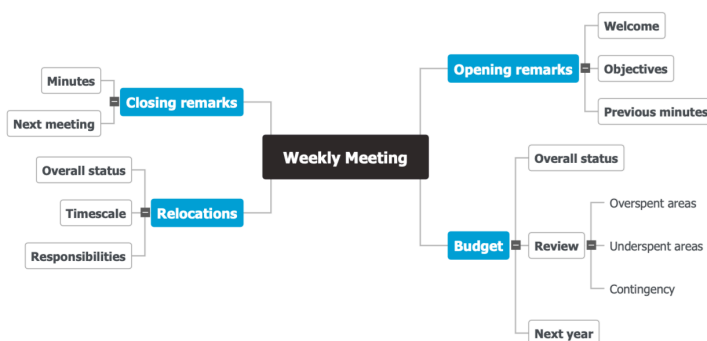 Weekly Meeting
Opening remarks
Welcome
Objectives
Previous minutes
Budget
Overall status
Review
Overspent areas
Underspent areas
Contingency
Next year
Closing remarks
Minutes
Next meeting
Relocations
Overall status
Timescale
Responsibilities